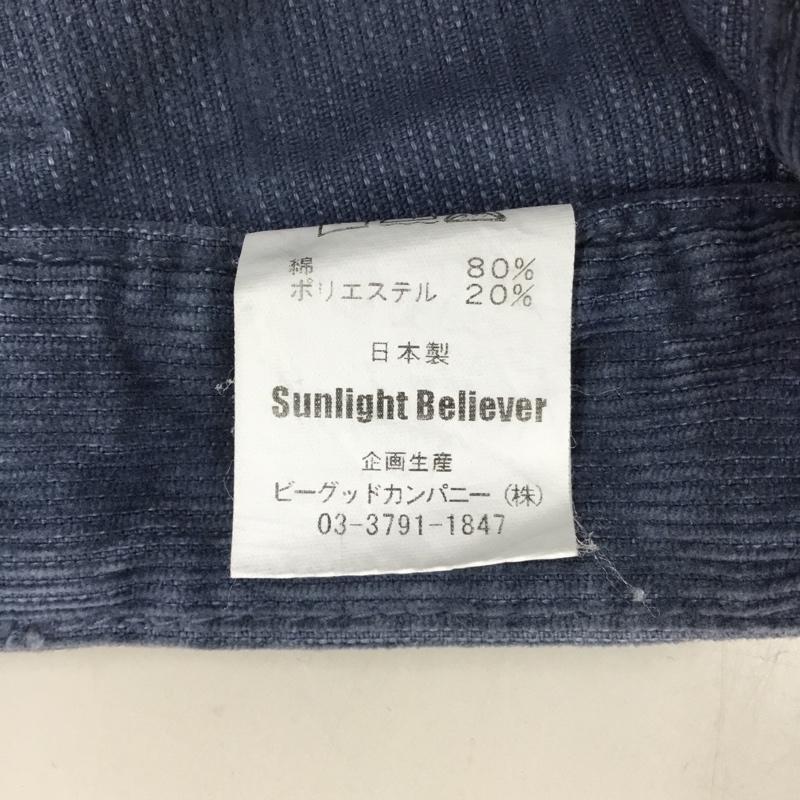 綿 80%
ポリエステル 20%
日本製
Sunlight Believer
企画生産
ビーグッドカンパニー（株）
03-3791-1847